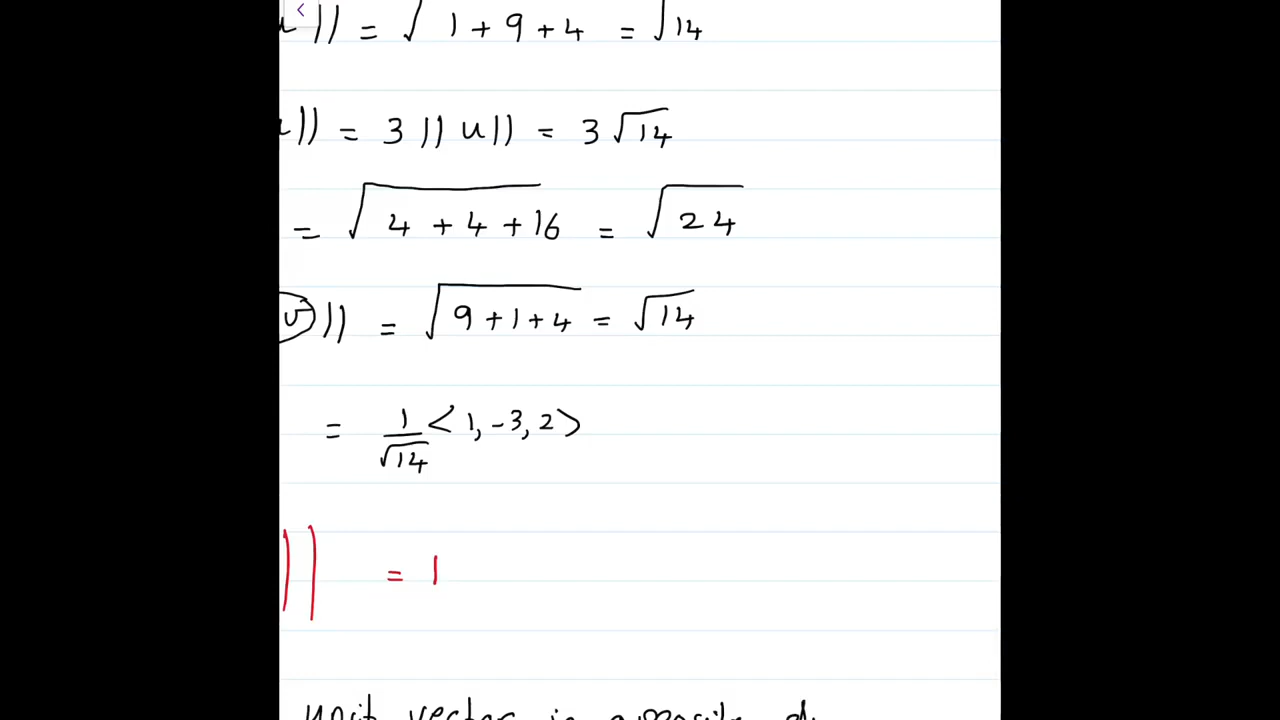 u|| = √1 + 9 + 4 = √14
|| = 3 ||u|| = 3 √14
= √4 + 4 + 16 = √24
v)|| = √9 + 1 + 4 = √14
= 1/√14 < 1, -3, 2 >
|| = 1
unit vector in opposite